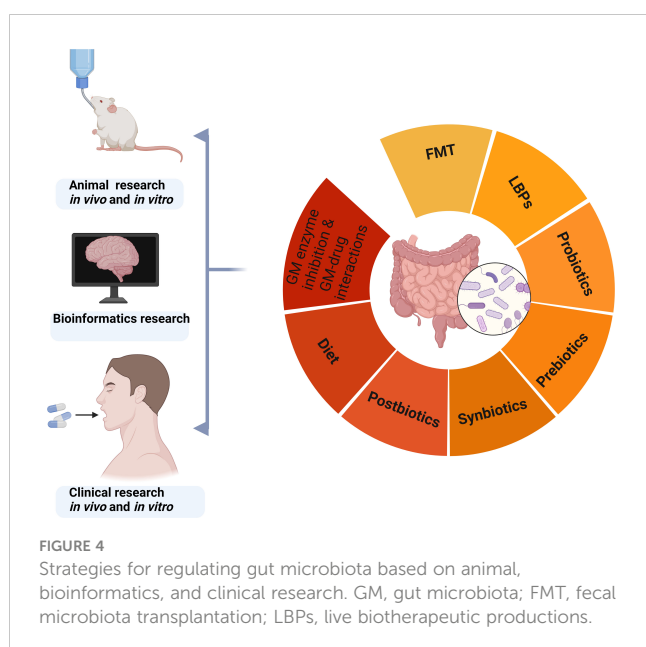 Animal research
in vivo and in vitro
Bioinformatics research
Clinical research
in vivo and in vitro
FMT
LBPs
Probiotics
Prebiotics
Synbiotics
Postbiotics
Diet
GM enzyme
inhibition &
GM-drug
interactions
FIGURE 4
Strategies for regulating gut microbiota based on animal,
bioinformatics, and clinical research. GM, gut microbiota; FMT, fecal
microbiota transplantation; LBPs, live biotherapeutic productions.